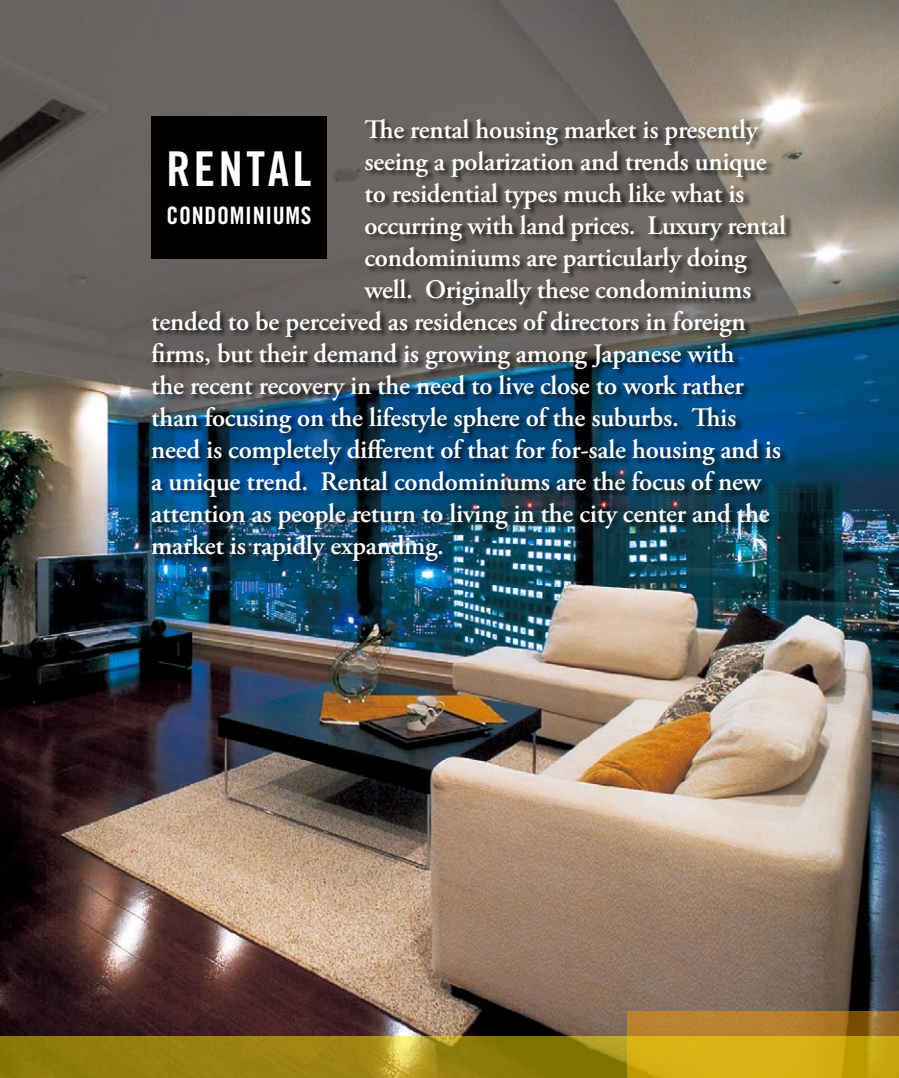 RENTAL
CONDOMINIUMS
The rental housing market is presently
seeing a polarization and trends unique
to residential types much like what is
occurring with land prices.  Luxury rental
condominiums are particularly doing
well.  Originally these condominiums
tended to be perceived as residences of directors in foreign
firms, but their demand is growing among Japanese with
the recent recovery in the need to live close to work rather
than focusing on the lifestyle sphere of the suburbs.  This
need is completely different of that for for-sale housing and is
a unique trend.  Rental condominiums are the focus of new
attention as people return to living in the city center and the
market is rapidly expanding.